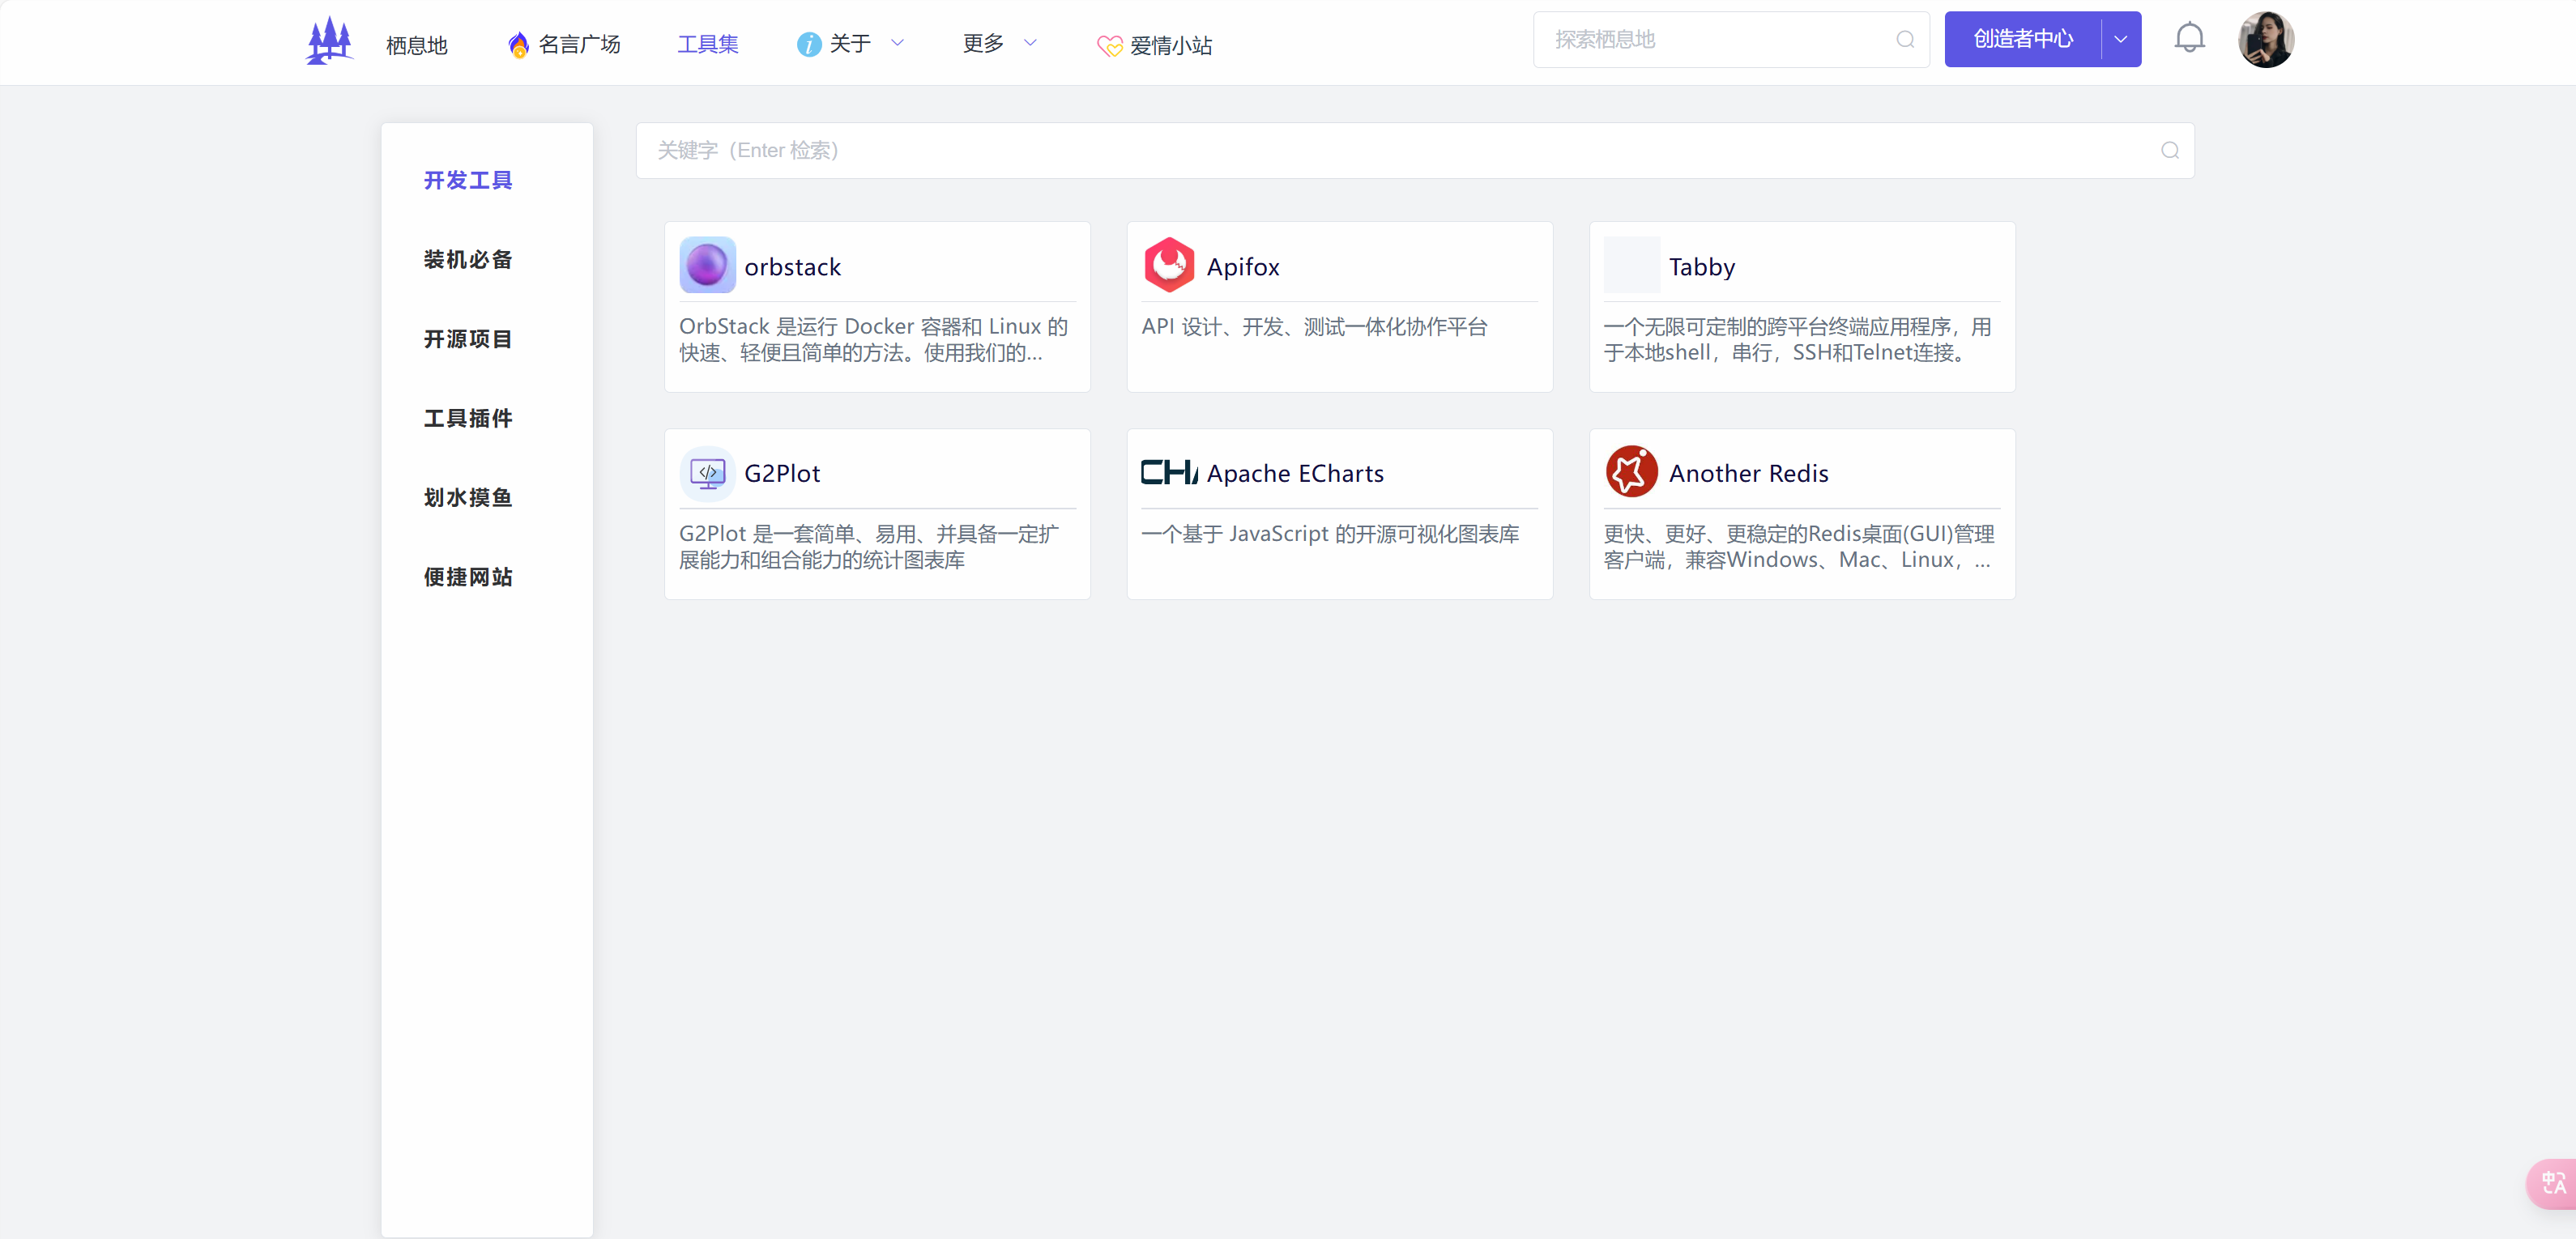 栖息地
名言广场
工具集
关于
更多
爱情小站
探索栖息地
创造者中心
开发工具
装机必备
开源项目
工具插件
划水摸鱼
便捷网站
关键字（Enter 检索）
orbstack
OrbStack 是运行 Docker 容器和 Linux 的
快速、轻便且简单的方法。使用我们的...
Apifox
API 设计、开发、测试一体化协作平台
Tabby
一个无限可定制的跨平台终端应用程序，用
于本地shell，串行，SSH和Telnet连接。
G2Plot
G2Plot 是一套简单、易用、并具备一定扩
展能力和组合能力的统计图表库
CHA
Apache ECharts
一个基于 JavaScript 的开源可视化图表库
Another Redis
更快、更好、更稳定的Redis桌面(GUI)管理
客户端，兼容Windows、Mac、Linux，...
中A